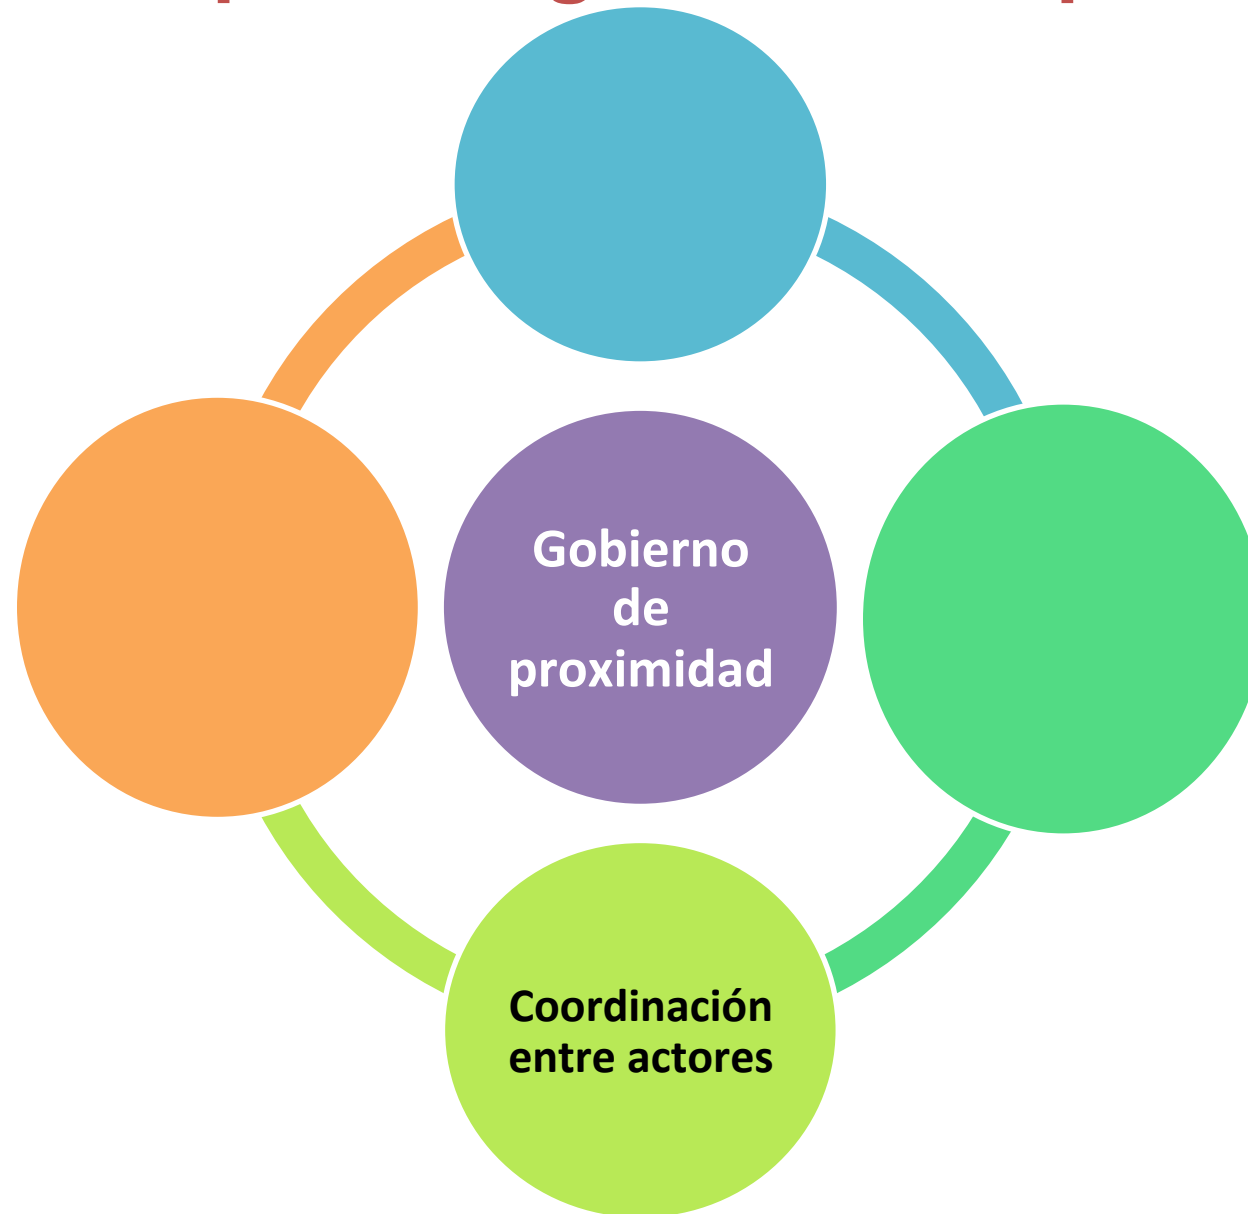 Gobierno
de
proximidad
Coordinación
entre actores